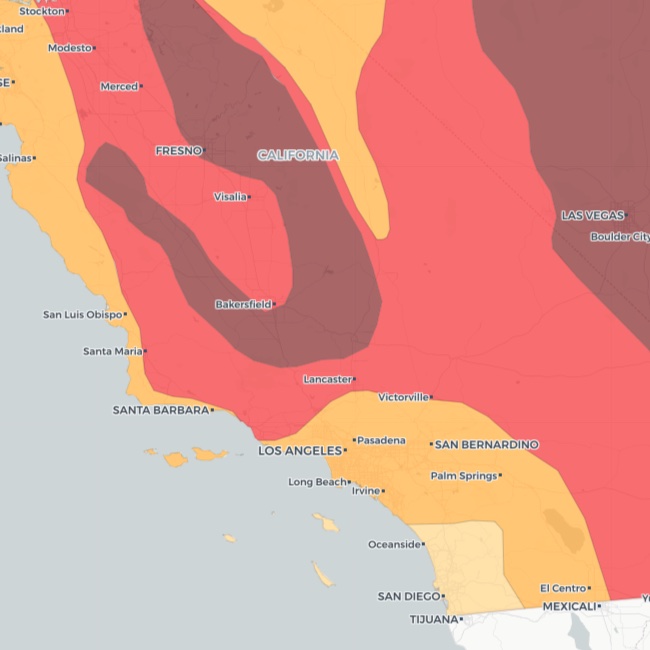 Stockton
kland
Modesto
SE
Merced
FRESNO
CALIFORNIA
Salinas
Visalia
LAS VEGAS
Boulder City
Bakersfield
San Luis Obispo
Santa Maria
Lancaster
Victorville
SANTA BARBARA
Pasadena
SAN BERNARDINO
LOS ANGELES
Palm Springs
Long Beach
Irvine
Oceanside
El Centro
SAN DIEGO
MEXICALI
Y
TIJUANA